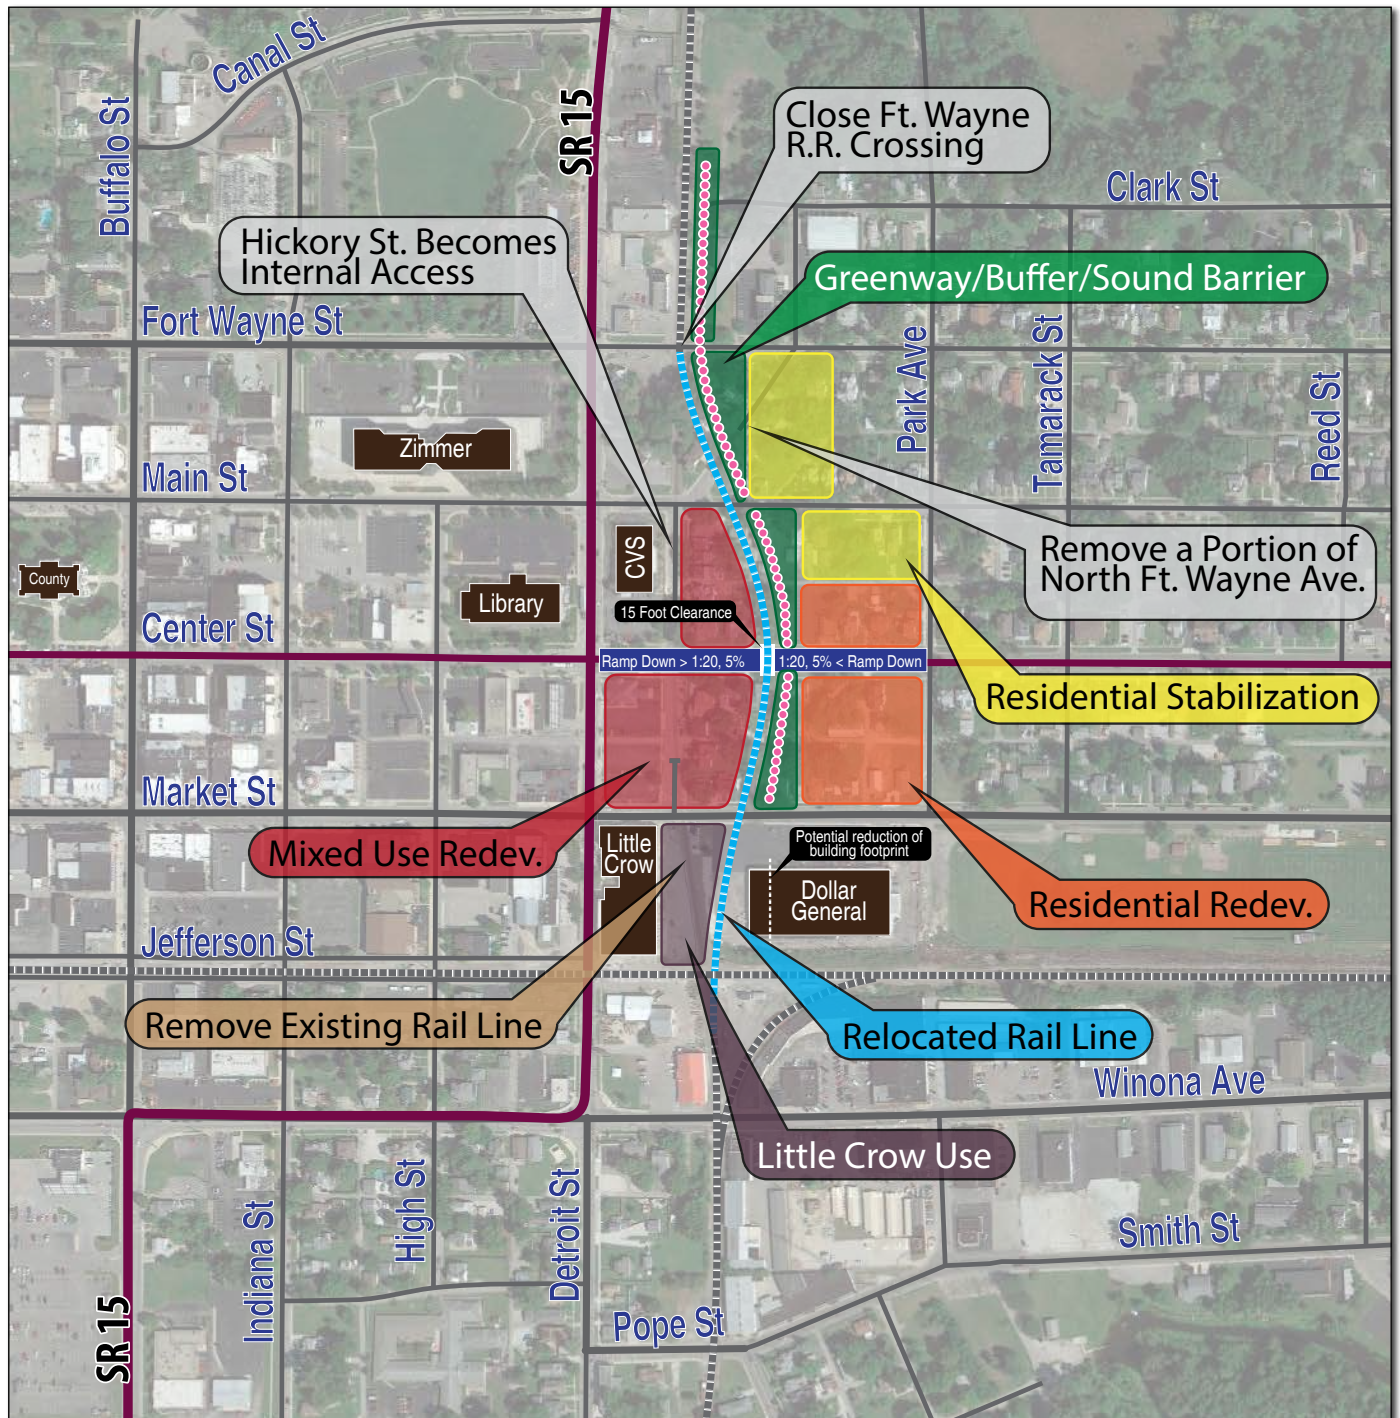 Canal St
Buffalo St
SR 15
Close Ft. Wayne
R.R. Crossing
Clark St
Hickory St. Becomes
Internal Access
Greenway/Buffer/Sound Barrier
Fort Wayne St
Park Ave
Tamarack St
Reed St
Zimmer
Main St
CVS
Remove a Portion of
North Ft. Wayne Ave.
County
Library
15 Foot Clearance
Center St
Ramp Down > 1:20, 5%
1:20, 5% < Ramp Down
Residential Stabilization
Market St
Mixed Use Redev.
Little
Crow
Potential reduction of
building footprint
Dollar
General
Residential Redev.
Jefferson St
Remove Existing Rail Line
Relocated Rail Line
Winona Ave
Little Crow Use
Indiana St
High St
Detroit St
Smith St
SR 15
Pope St